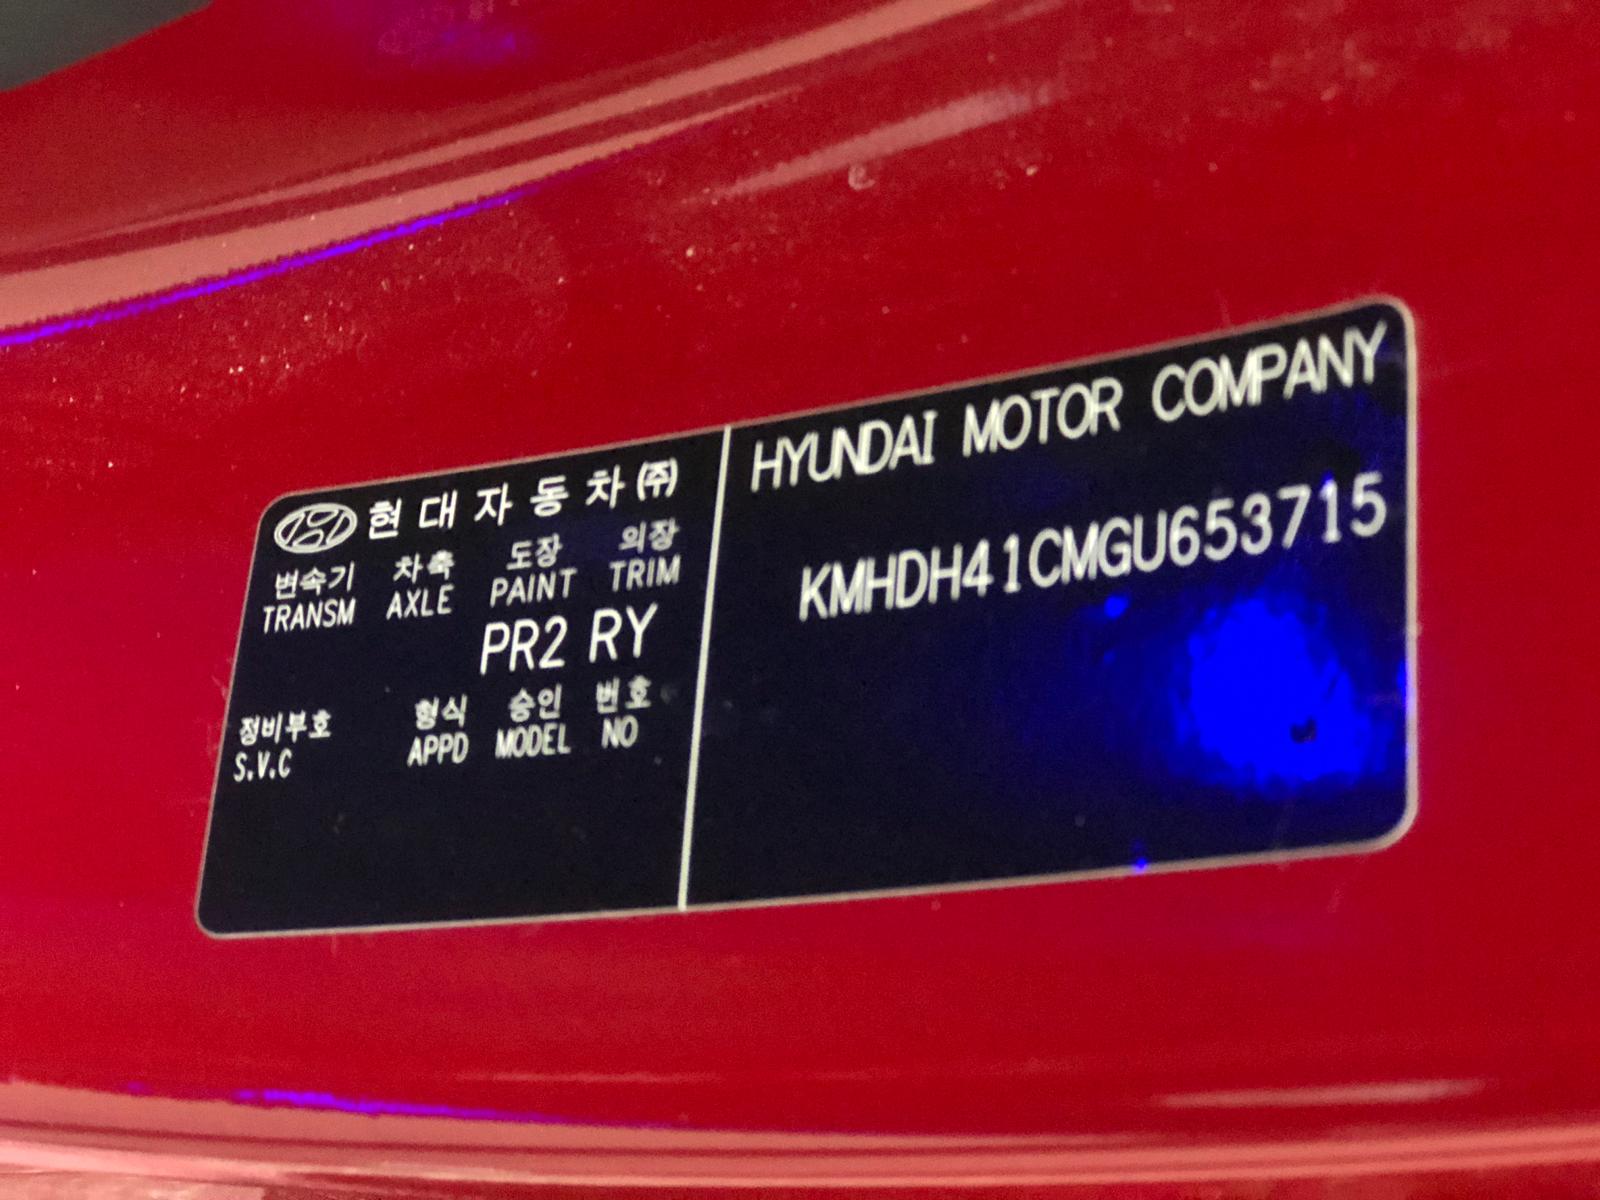 현대자동차㈜
변속기 차축 도장 의장
TRANSM AXLE PAINT TRIM
PR2 RY
정비부호 형식 승인 번호
S.V.C APPD MODEL NO
HYUNDAI MOTOR COMPANY
KMHDH41CMGU653715